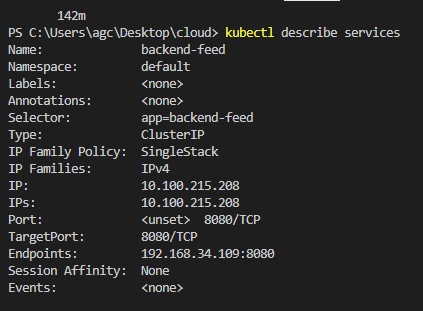 142m
PS C:\Users\agc\Desktop\cloud> kubectl describe services
Name: backend-feed
Namespace: default
Labels: <none>
Annotations: <none>
Selector: app=backend-feed
Type: ClusterIP
IP Family Policy: SingleStack
IP Families: IPv4
IP: 10.100.215.208
IPs: 10.100.215.208
Port: <unset> 8080/TCP
TargetPort: 8080/TCP
Endpoints: 192.168.34.109:8080
Session Affinity: None
Events: <none>